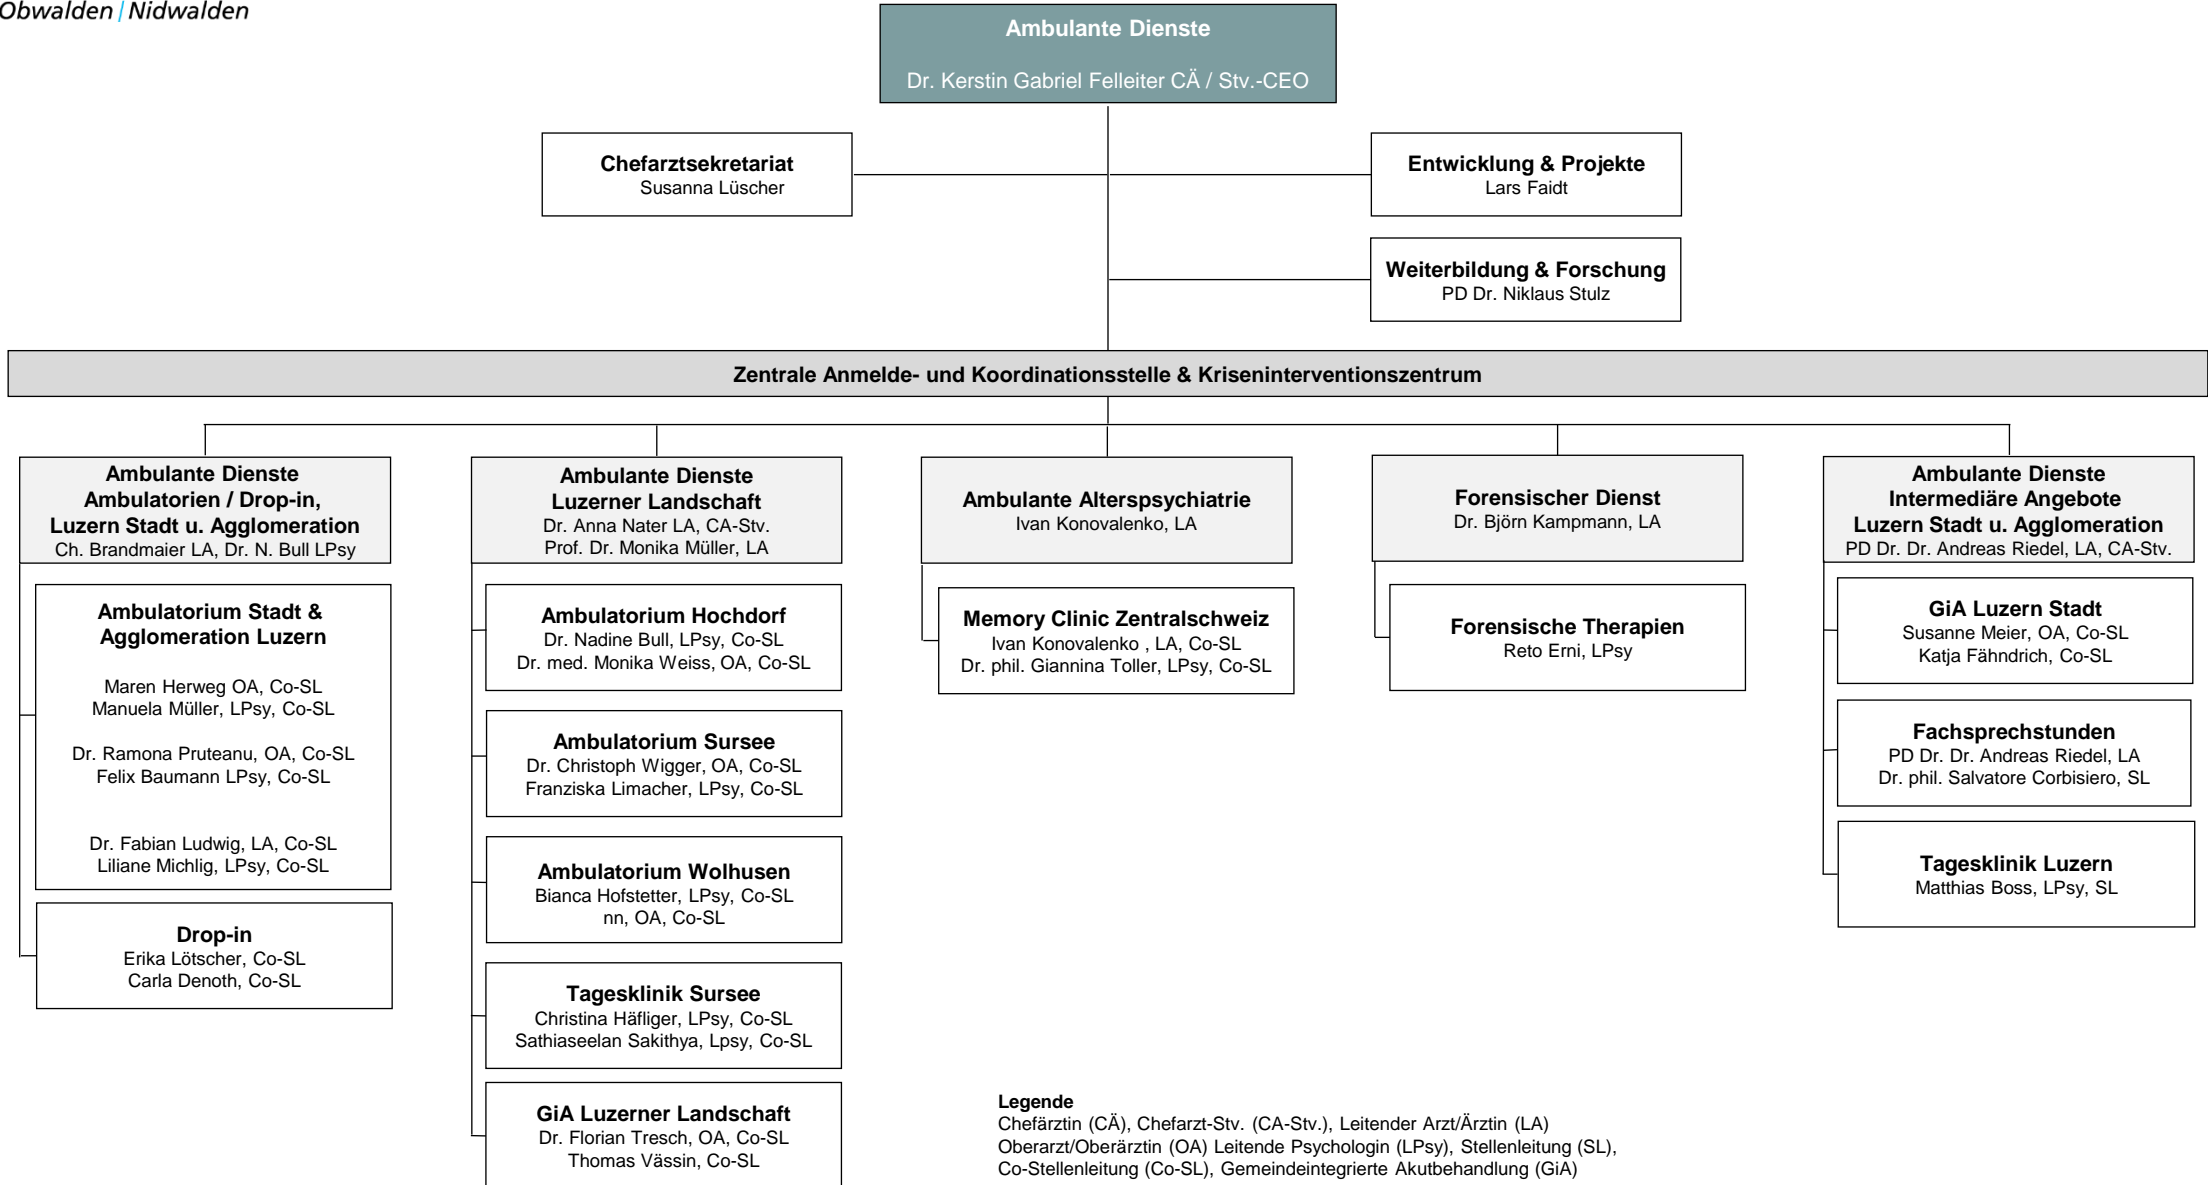 Obwalden | Nidwalden
Ambulante Dienste
Dr. Kerstin Gabriel Felleiter CÄ / Stv.-CEO
Chefarztsekretariat
Susanna Lüscher
Entwicklung & Projekte
Lars Faidt
Weiterbildung & Forschung
PD Dr. Niklaus Stulz
Zentrale Anmelde- und Koordinationsstelle & Kriseninterventionszentrum
Ambulante Dienste
Ambulatorien / Drop-in,
Luzern Stadt u. Agglomeration
Ch. Brandmaier LA, Dr. N. Bull LPsy
Ambulatorium Stadt &
Agglomeration Luzern
Maren Herweg OA, Co-SL
Manuela Müller, LPsy, Co-SL
Dr. Ramona Pruteanu, OA, Co-SL
Felix Baumann LPsy, Co-SL
Dr. Fabian Ludwig, LA, Co-SL
Liliane Michlig, LPsy, Co-SL
Drop-in
Erika Lötscher, Co-SL
Carla Denoth, Co-SL
Ambulante Dienste
Luzerner Landschaft
Dr. Anna Nater LA, CA-Stv.
Prof. Dr. Monika Müller, LA
Ambulatorium Hochdorf
Dr. Nadine Bull, LPsy, Co-SL
Dr. med. Monika Weiss, OA, Co-SL
Ambulatorium Sursee
Dr. Christoph Wigger, OA, Co-SL
Franziska Limacher, LPsy, Co-SL
Ambulatorium Wolhusen
Bianca Hofstetter, LPsy, Co-SL
nn, OA, Co-SL
Tagesklinik Sursee
Christina Häfliger, LPsy, Co-SL
Sathiaseelan Sakithya, Lpsy, Co-SL
GiA Luzerner Landschaft
Dr. Florian Tresch, OA, Co-SL
Thomas Vässin, Co-SL
Ambulante Alterspsychiatrie
Ivan Konovalenko, LA
Memory Clinic Zentralschweiz
Ivan Konovalenko , LA, Co-SL
Dr. phil. Giannina Toller, LPsy, Co-SL
Forensischer Dienst
Dr. Björn Kampmann, LA
Forensische Therapien
Reto Erni, LPsy
Ambulante Dienste
Intermediäre Angebote
Luzern Stadt u. Agglomeration
PD Dr. Dr. Andreas Riedel, LA, CA-Stv.
GiA Luzern Stadt
Susanne Meier, OA, Co-SL
Katja Fähndrich, Co-SL
Fachsprechstunden
PD Dr. Dr. Andreas Riedel, LA
Dr. phil. Salvatore Corbisiero, SL
Tagesklinik Luzern
Matthias Boss, LPsy, SL
Legende
Chefärztin (CÄ), Chefarzt-Stv. (CA-Stv.), Leitender Arzt/Ärztin (LA)
Oberarzt/Oberärztin (OA) Leitende Psychologin (LPsy), Stellenleitung (SL),
Co-Stellenleitung (Co-SL), Gemeindeintegrierte Akutbehandlung (GiA)